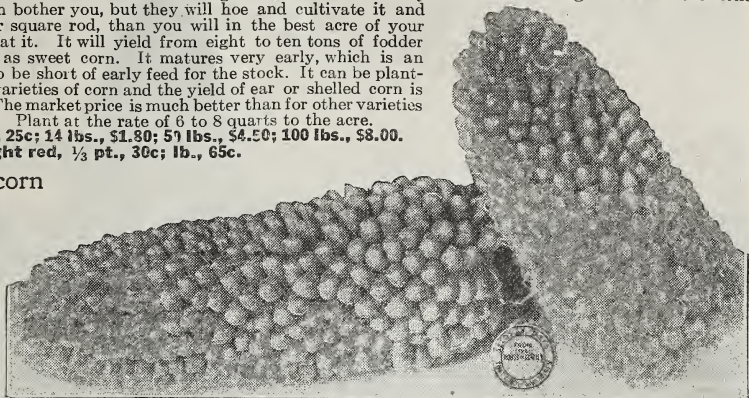 n bother you, but they will hoe and cultivate it and
r square rod, than you will in the best acre of your
at it. It will yield from eight to ten tons of fodder
as sweet corn. It matures very early, which is an
o be short of early feed for the stock. It can be plant-
arieties of corn and the yield of ear or shelled corn is
The market price is much better than for other varieties
Plant at the rate of 6 to 8 quarts to the acre.
25c; 14 lbs., $1.80; 50 lbs., $4.50; 100 lbs., $8.00.
ght red, ⅓ pt., 30c; lb., 65c.
corn